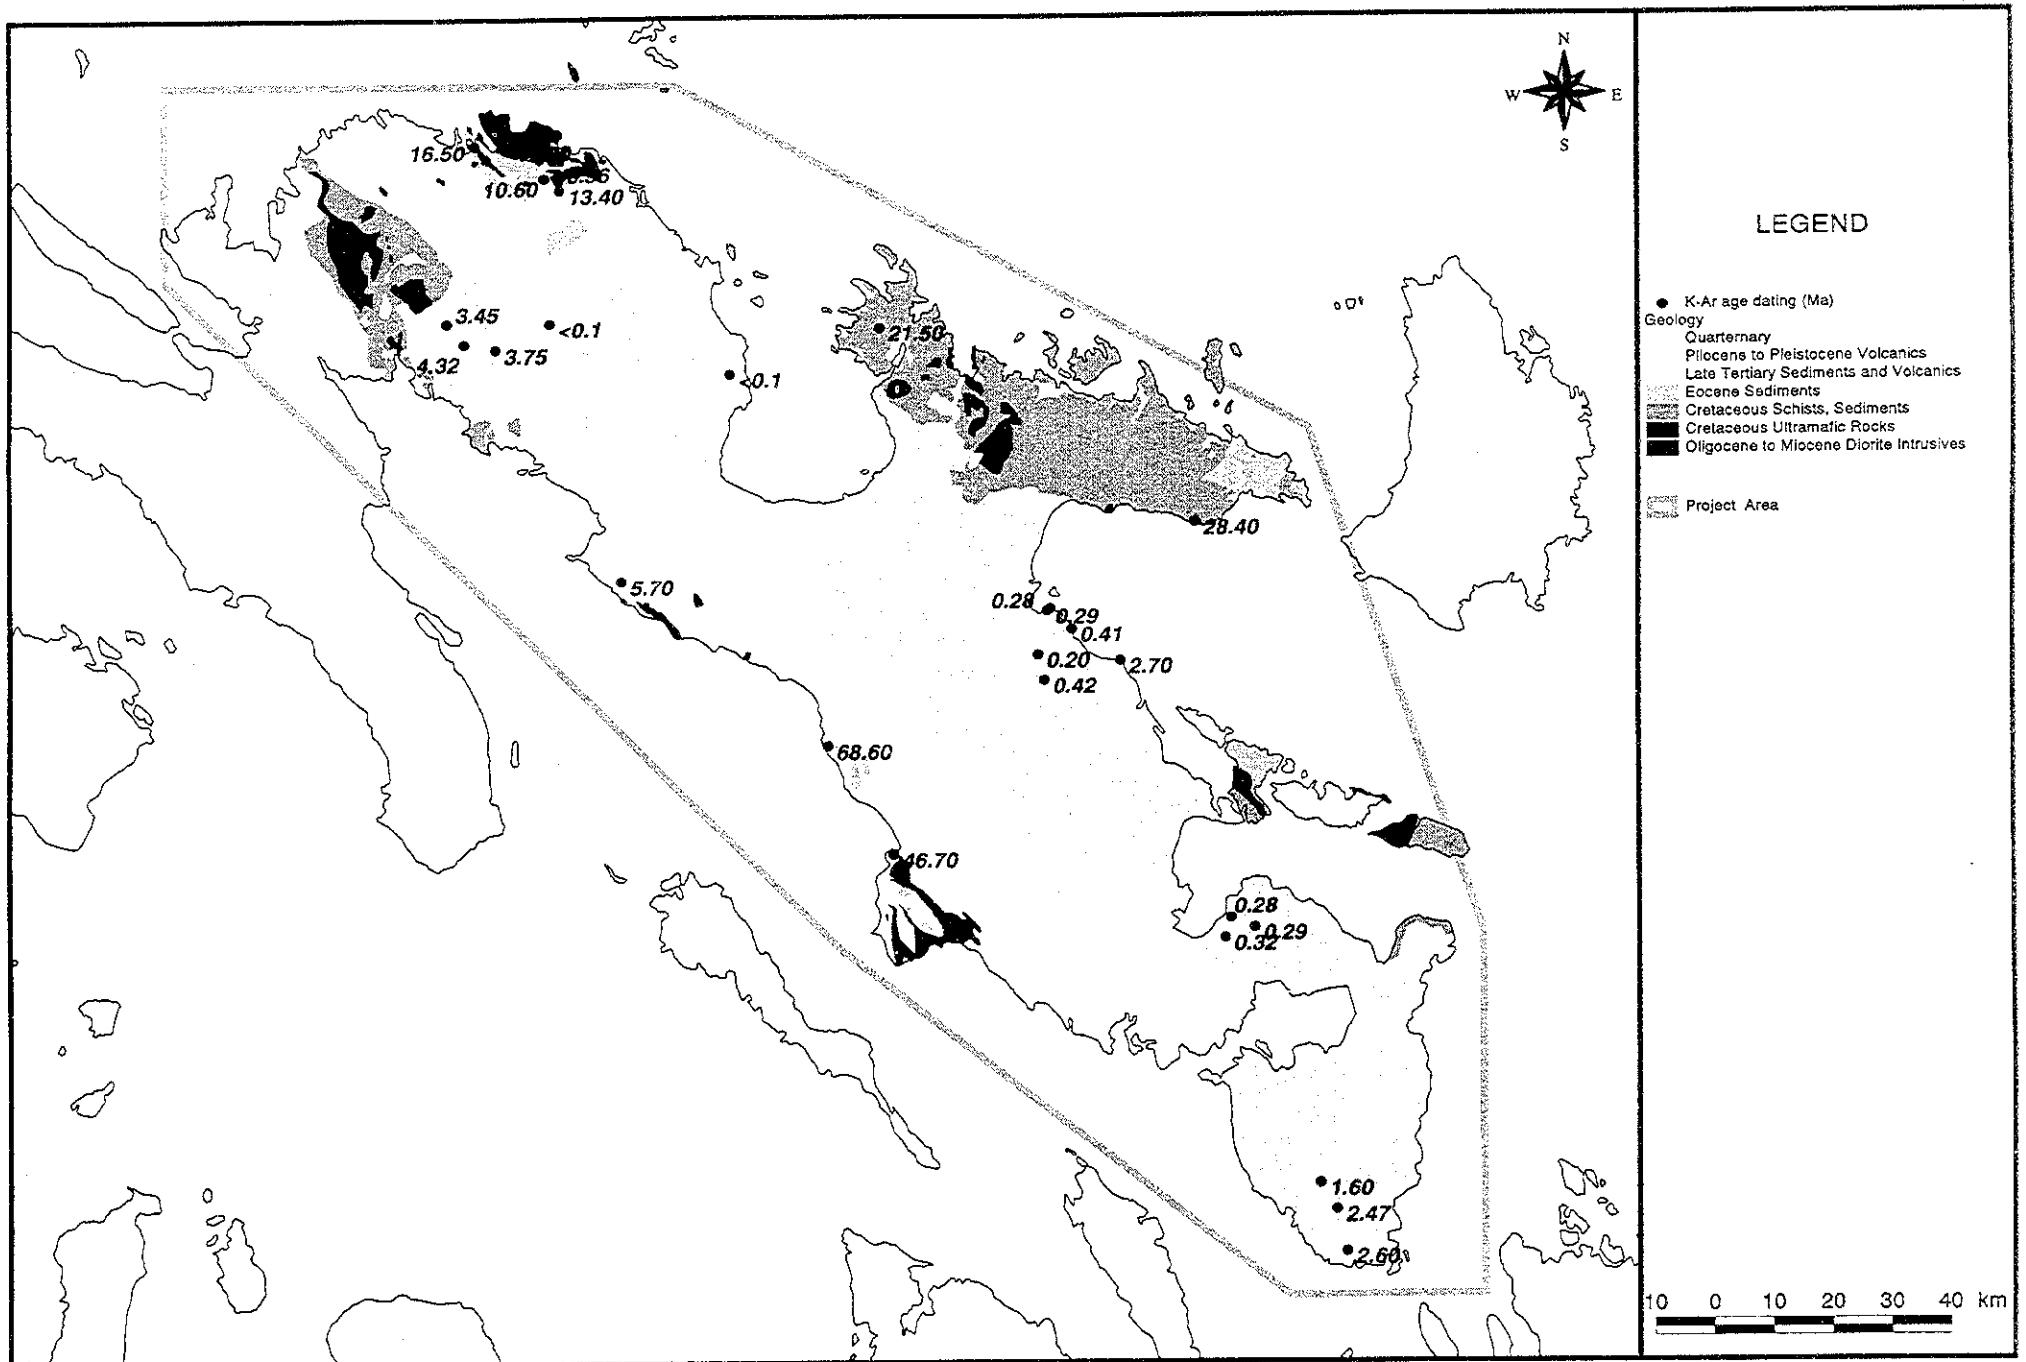 N
W E
S
LEGEND
K-Ar age dating (Ma)
Geology
Quarternary
Pliocene to Pleistocene Volcanics
Late Tertiary Sediments and Volcanics
Eocene Sediments
Cretaceous Schists, Sediments
Cretaceous Ultramafic Rocks
Oligocene to Miocene Diorite Intrusives
Project Area
16.50
10.60
13.40
3.45
<0.1
4.32
3.75
<0.1
21.50
28.40
5.70
0.28
0.29
0.41
0.20
2.70
0.42
68.60
46.70
0.28
0.29
0.32
1.60
2.47
2.60
10 0 10 20 30 40 km